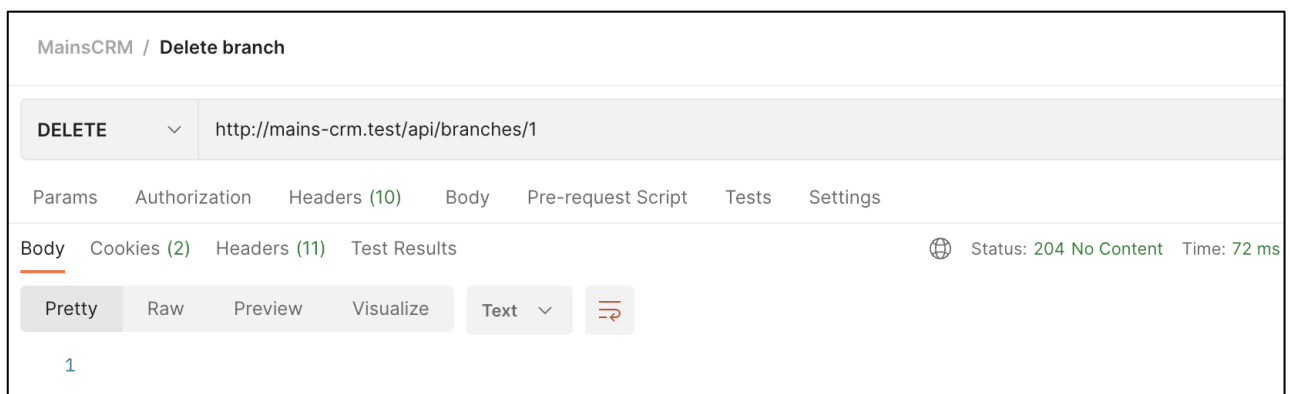 MainsCRM / Delete branch
DELETE http://mains-crm.test/api/branches/1
Params Authorization Headers (10) Body Pre-request Script Tests Settings
Body Cookies (2) Headers (11) Test Results Status: 204 No Content Time: 72 ms
Pretty Raw Preview Visualize Text
1